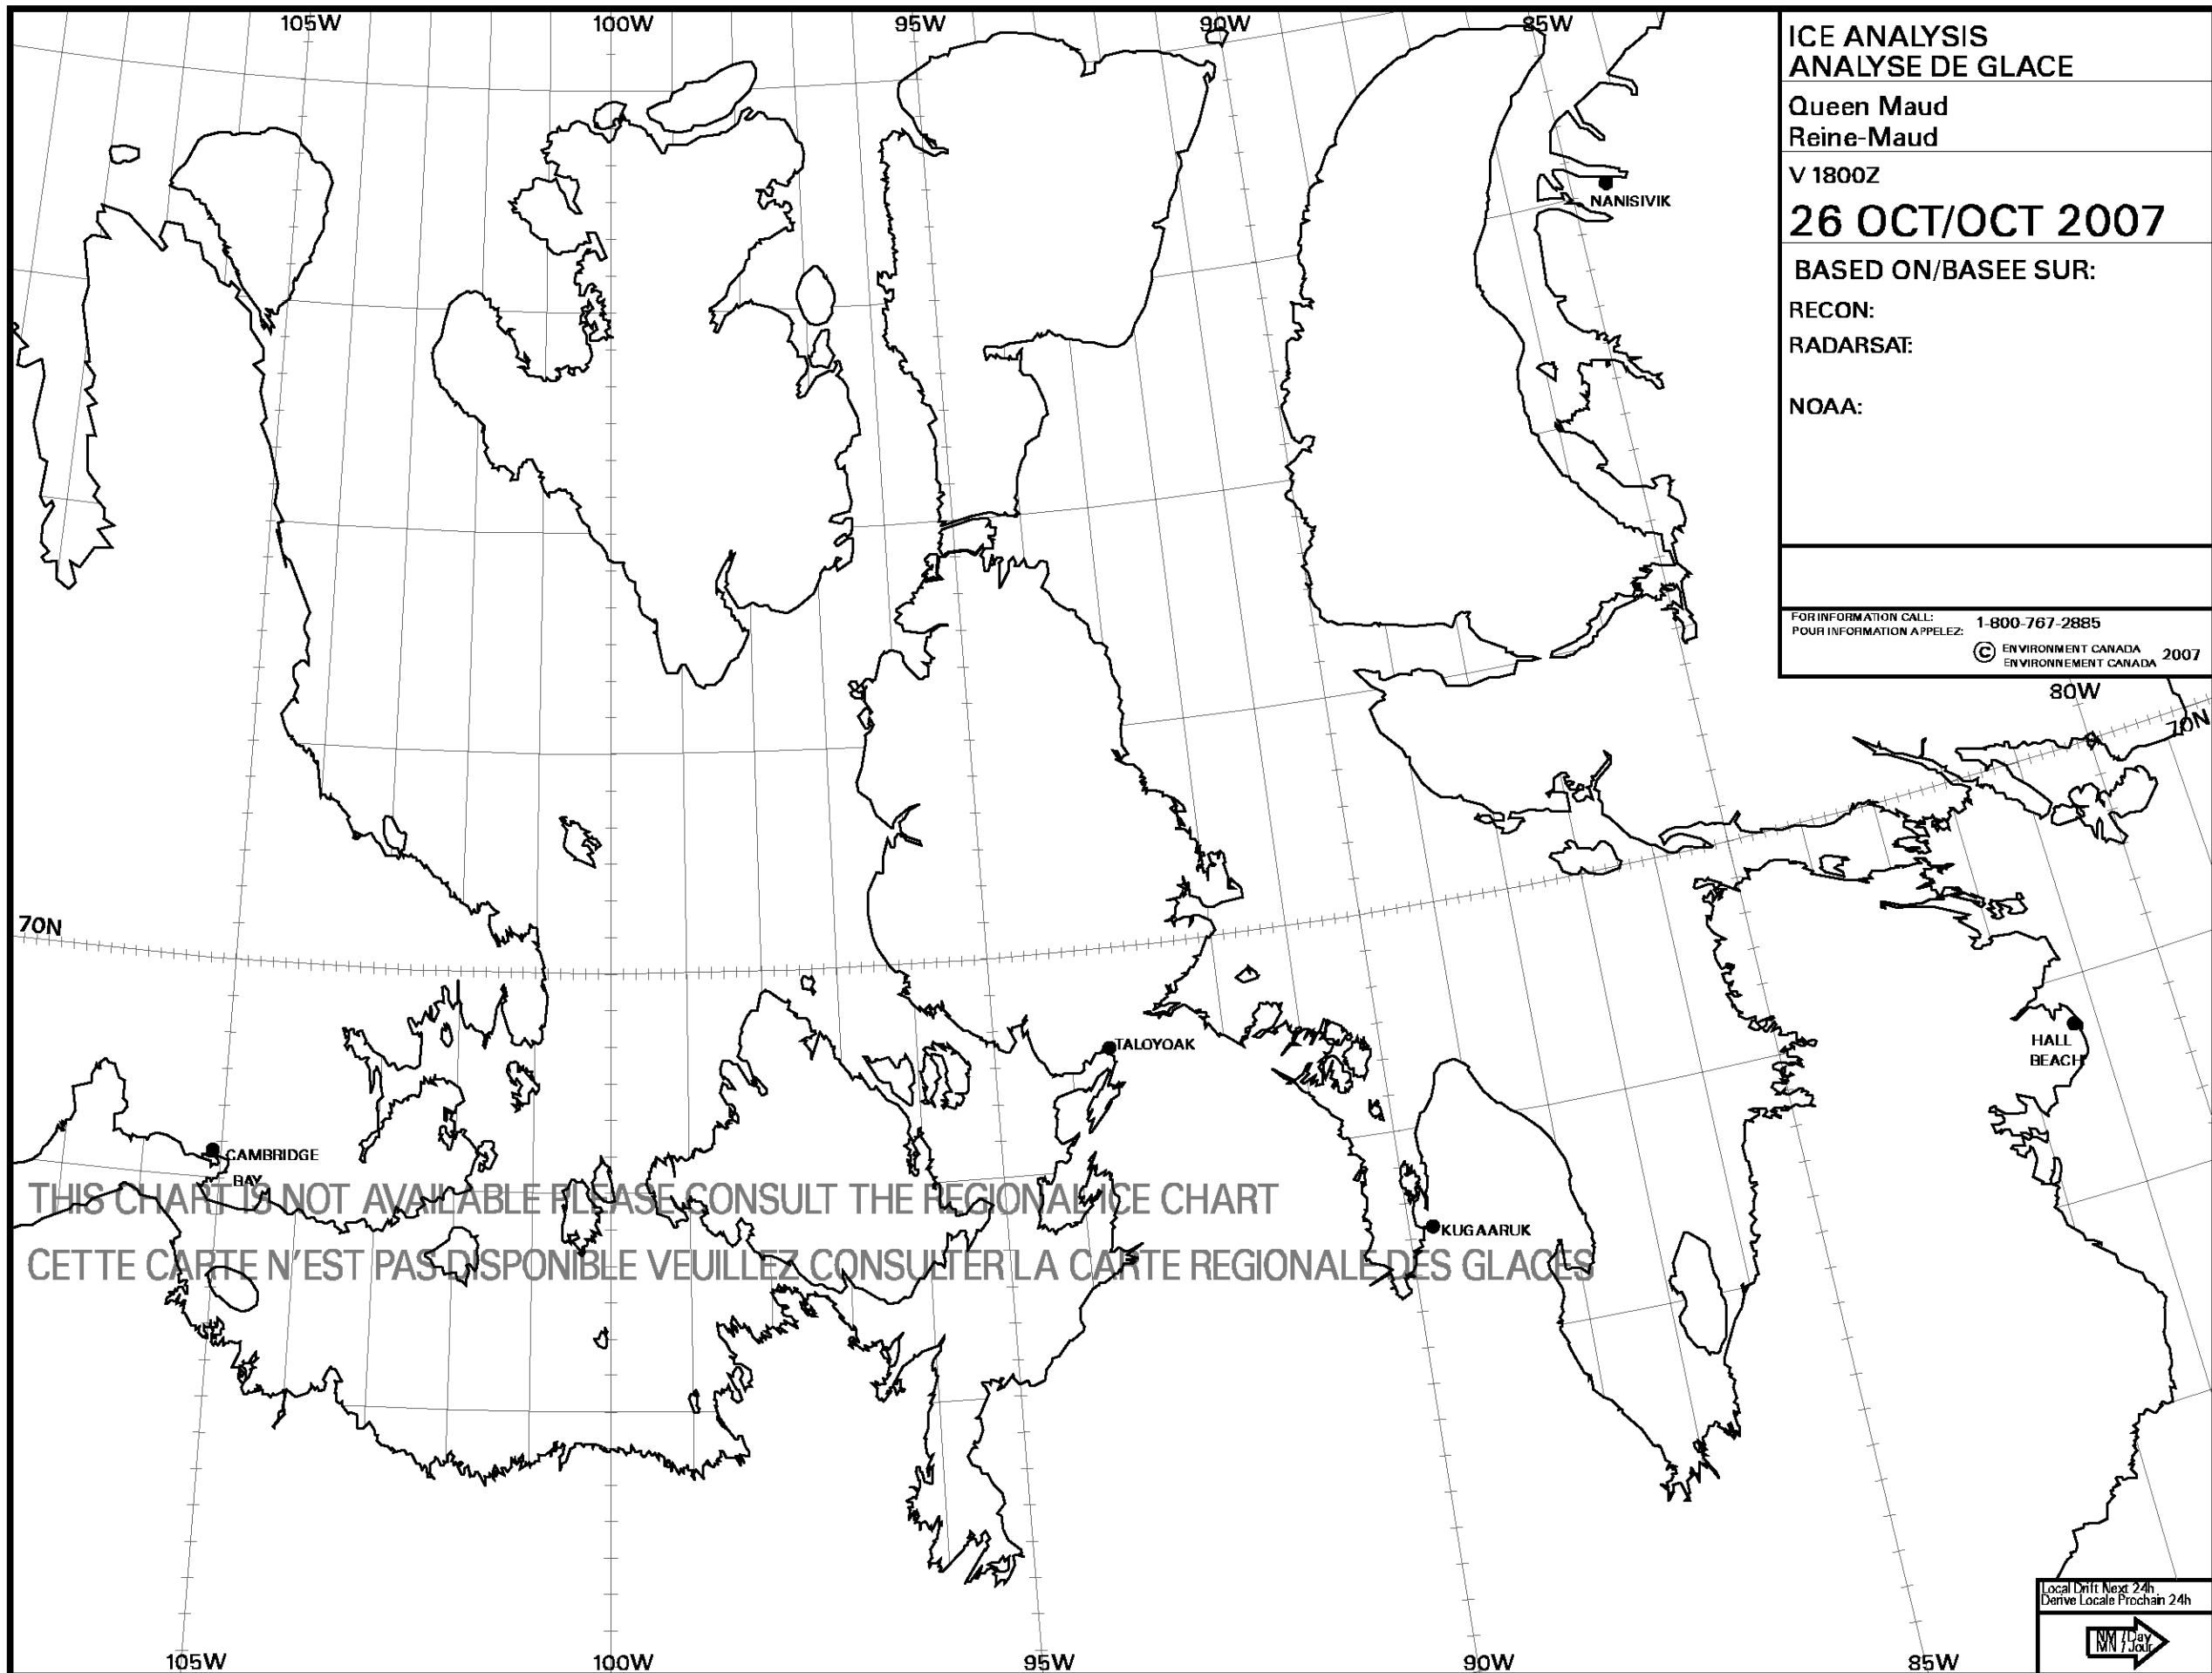 105W
100W
95W
90W
85W
ICE ANALYSIS
ANALYSE DE GLACE
Queen Maud
Reine-Maud
V 1800Z
26 OCT/OCT 2007
BASED ON/BASEE SUR:
RECON:
RADARSAT:
NOAA:
FOR INFORMATION CALL:
POUR INFORMATION APPELEZ:
1-800-767-2885
© ENVIRONMENT CANADA
ENVIRONNEMENT CANADA
2007
NANISIVIK
80W
70N
70N
TALOYOAK
HALL
BEACH
CAMBRIDGE
BAY
THIS CHART IS NOT AVAILABLE PLEASE CONSULT THE REGIONAL ICE CHART
KUGAARUK
CETTE CARTE N'EST PAS DISPONIBLE VEUILLEZ CONSULTER LA CARTE REGIONALE DES GLACES
Local Drift Next 24h
Derive Locale Prochain 24h
NM / Day
MN / Jour
105W
100W
95W
90W
85W